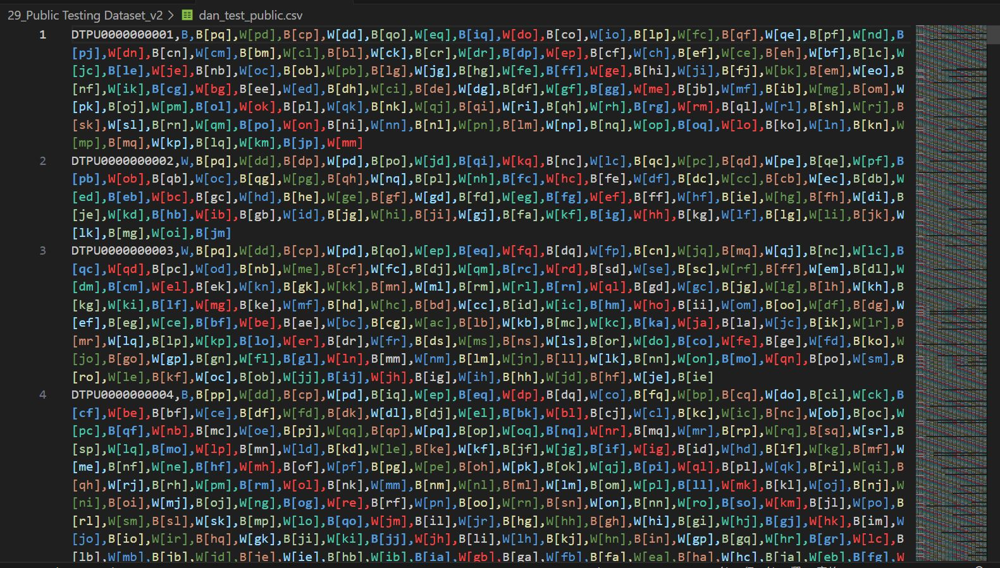 29_Public Testing Dataset_v2 > dan_test_public.csv
1 DTPU0000000001,B,B[pq],W[pd],B[cp],W[dd],B[qo],W[eq],B[iq],W[do],B[co],W[io],B[lp],W[fc],B[qf],W[qe],B[pf],W[nd],B
[pj],W[dn],B[cn],W[cm],B[bm],W[cl],B[bl],W[ck],B[cr],W[dr],B[dp],W[ep],B[cf],W[ch],B[ef],W[ce],B[eh],W[bf],B[lc],W
[jc],B[le],W[je],B[nb],W[oc],B[ob],W[pb],B[lg],W[jg],B[hg],W[fe],B[ff],W[ge],B[hi],W[ji],B[fj],W[bk],B[em],W[eo],B
[nf],W[ik],B[cg],W[bg],B[ee],W[ed],B[dh],W[ci],B[de],W[dg],B[df],W[gf],B[gg],W[me],B[jb],W[mf],B[ib],W[mg],B[om],W
[pk],B[oj],W[pm],B[ol],W[ok],B[pl],W[qk],B[nk],W[qj],B[qi],W[ri],B[qh],W[rh],B[rg],W[rm],B[ql],W[rl],B[sh],W[rj],B
[sk],W[sl],B[rn],W[qm],B[po],W[on],B[ni],W[nn],B[nl],W[pn],B[lm],W[np],B[nq],W[op],B[oq],W[lo],B[ko],W[ln],B[kn],W
[mp],B[mq],W[kp],B[lq],W[km],B[jp],W[mm]
2 DTPU0000000002,W,B[pq],W[dd],B[dp],W[pd],B[po],W[jd],B[qi],W[kq],B[nc],W[lc],B[qc],W[pc],B[qd],W[pe],B[qe],W[pf],B
[pb],W[ob],B[qb],W[oc],B[qg],W[pg],B[qh],W[nq],B[pl],W[nh],B[fc],W[hc],B[fe],W[df],B[dc],W[cc],B[cb],W[ec],B[db],W
[ed],B[eb],W[bc],B[gc],W[hd],B[he],W[ge],B[gf],W[gd],B[fd],W[eg],B[fg],W[ef],B[ff],W[hf],B[ie],W[hg],B[fh],W[di],B
[je],W[kd],B[hb],W[ib],B[gb],W[id],B[jg],W[hi],B[ji],W[gj],B[fa],W[kf],B[ig],W[hh],B[kg],W[lf],B[lg],W[li],B[jk],W
[lk],B[mg],W[oi],B[jm]
3 DTPU0000000003,W,B[pq],W[dd],B[cp],W[pd],B[qo],W[ep],B[eq],W[fq],B[dq],W[fp],B[cn],W[jq],B[mq],W[qj],B[nc],W[lc],B
[qc],W[qd],B[pc],W[od],B[nb],W[me],B[cf],W[fc],B[dj],W[qm],B[rc],W[rd],B[sd],W[se],B[sc],W[rf],B[ff],W[em],B[dl],W
[dm],B[cm],W[el],B[ek],W[kn],B[gk],W[kk],B[mn],W[ml],B[rm],W[rl],B[rn],W[ql],B[gd],W[gc],B[jg],W[lg],B[lh],W[kh],B
[kg],W[ki],B[lf],W[mg],B[ke],W[mf],B[hd],W[hc],B[bd],W[cc],B[id],W[ic],B[hm],W[ho],B[ii],W[om],B[oo],W[df],B[dg],W
[ef],B[eg],W[ce],B[bf],W[be],B[ae],W[bc],B[cg],W[ac],B[lb],W[kb],B[mc],W[kc],B[ka],W[ja],B[la],W[jc],B[ik],W[lr],B
[mr],W[lq],B[lp],W[kp],B[lo],W[er],B[dr],W[fr],B[ds],W[ms],B[ns],W[ls],B[or],W[do],B[co],W[fe],B[ge],W[fd],B[ko],W
[jo],B[go],W[gp],B[gn],W[fl],B[gl],W[ln],B[mm],W[nm],B[lm],W[jn],B[ll],W[lk],B[nn],W[on],B[mo],W[qn],B[po],W[sm],B
[ro],W[le],B[kf],W[oc],B[ob],W[jj],B[ij],W[jh],B[ig],W[ih],B[hh],W[jd],B[hf],W[je],B[ie]
4 DTPU0000000004,B,B[pp],W[dd],B[cp],W[pd],B[iq],W[ep],B[eq],W[dp],B[dq],W[co],B[fq],W[bp],B[cq],W[do],B[ci],W[ck],B
[cf],W[be],B[bf],W[ce],B[df],W[fd],B[dk],W[dl],B[dj],W[el],B[bk],W[bl],B[cj],W[cl],B[kc],W[ic],B[nc],W[ob],B[oc],W
[pc],B[qf],W[nb],B[mc],W[oe],B[pj],W[qq],B[qp],W[pq],B[op],W[oq],B[nq],W[nr],B[mq],W[mr],B[rp],W[rq],B[sq],W[sr],B
[sp],W[lq],B[mo],W[lp],B[mn],W[ld],B[kd],W[le],B[ke],W[kf],B[jf],W[jg],B[if],W[ig],B[id],W[hd],B[lf],W[kg],B[mf],W
[me],B[nf],W[ne],B[hf],W[mh],B[of],W[pf],B[pg],W[pe],B[oh],W[pk],B[ok],W[qj],B[pi],W[ql],B[pl],W[qk],B[ri],W[qi],B
[qh],W[rj],B[rh],W[pm],B[rm],W[ol],B[nk],W[mm],B[nm],W[nl],B[ml],W[lm],B[om],W[pl],B[ll],W[mk],B[kl],W[oj],B[nj],W
[ni],B[oi],W[mj],B[oj],W[ng],B[og],W[re],B[rf],W[pn],B[oo],W[rn],B[sn],W[on],B[nn],W[ro],B[so],W[km],B[jl],W[po],B
[rl],W[sm],B[sl],W[sk],B[mp],W[lo],B[qo],W[jm],B[il],W[jr],B[hg],W[hh],B[gh],W[hi],B[gi],W[hj],B[gj],W[hk],B[im],W
[jo],B[io],W[ir],B[hq],W[gk],B[ji],W[ki],B[jj],W[jh],B[li],W[lh],B[kj],W[hn],B[in],W[gp],B[gq],W[hr],B[gr],W[lc],B
[lb],W[mb],B[jb],W[jd],B[je],W[ie],B[hb],W[ib],B[ia],W[gb],B[ga],W[fb],B[fa],W[ea],B[ha],W[hc],B[ja],W[eb],B[fg],W